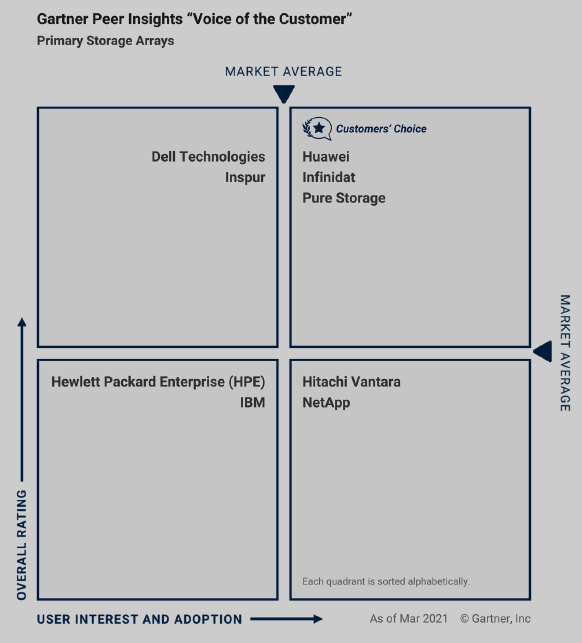 Gartner Peer Insights “Voice of the Customer”
Primary Storage Arrays
MARKET AVERAGE
Dell Technologies
Inspur
Customers’ Choice
Huawei
Infinidat
Pure Storage
MARKET AVERAGE
Hewlett Packard Enterprise (HPE)
IBM
Hitachi Vantara
NetApp
Each quadrant is sorted alphabetically.
OVERALL RATING
USER INTEREST AND ADOPTION
As of Mar 2021 © Gartner, Inc